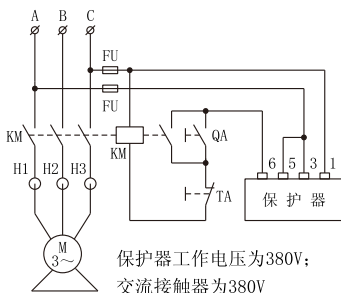 A B C
FU
FU
KM
KM
QA
H1 H2 H3
6 5 3 1
TA
保护器
M
3～
保护器工作电压为380V；
交流接触器为380V